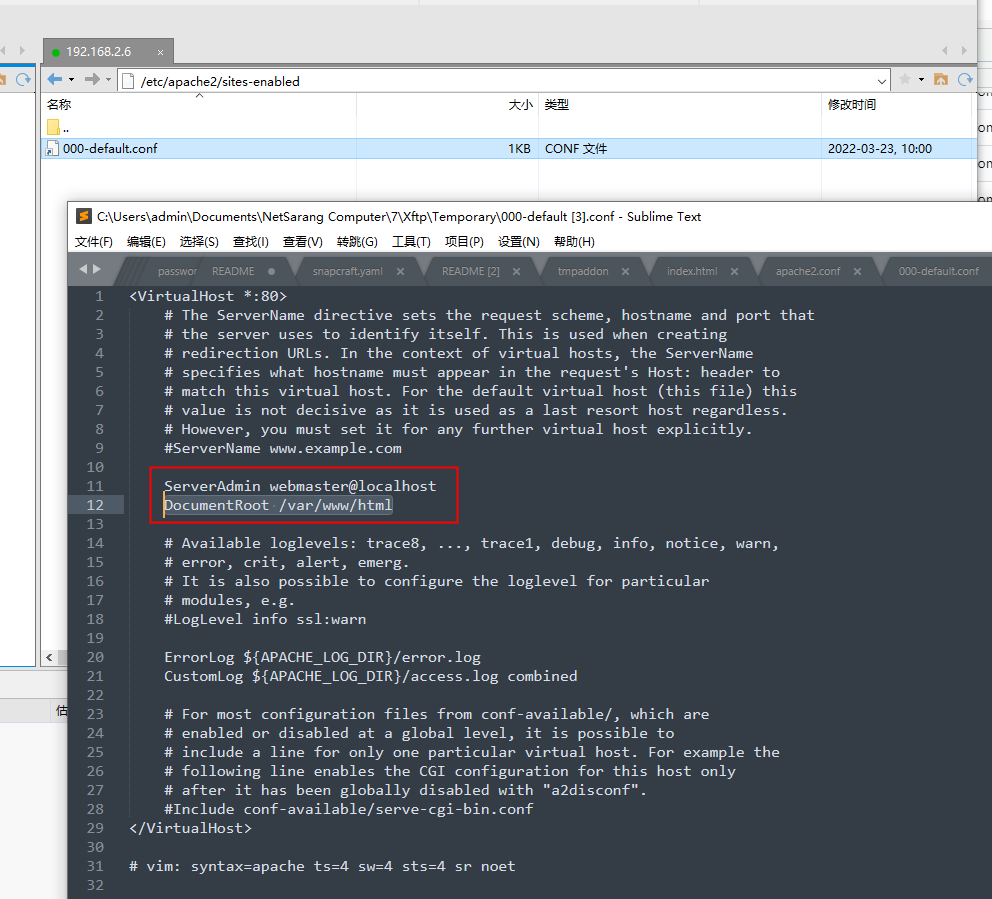 192.168.2.6
/etc/apache2/sites-enabled
名称 大小 类型 修改时间
..
000-default.conf 1KB CONF 文件 2022-03-23, 10:00
C:\Users\admin\Documents\NetSarang Computer\7\Xftp\Temporary\000-default [3].conf - Sublime Text
文件(F) 编辑(E) 选择(S) 查找(I) 查看(V) 转跳(G) 工具(T) 项目(P) 设置(N) 帮助(H)
passwor README snapcraft.yaml README [2] tmpaddon index.html apache2.conf 000-default.conf
1 <VirtualHost *:80>
2 # The ServerName directive sets the request scheme, hostname and port that
3 # the server uses to identify itself. This is used when creating
4 # redirection URLs. In the context of virtual hosts, the ServerName
5 # specifies what hostname must appear in the request's Host: header to
6 # match this virtual host. For the default virtual host (this file) this
7 # value is not decisive as it is used as a last resort host regardless.
8 # However, you must set it for any further virtual host explicitly.
9 #ServerName www.example.com
10
11 ServerAdmin webmaster@localhost
12 DocumentRoot /var/www/html
13
14 # Available loglevels: trace8, ..., trace1, debug, info, notice, warn,
15 # error, crit, alert, emerg.
16 # It is also possible to configure the loglevel for particular
17 # modules, e.g.
18 #LogLevel info ssl:warn
19
20 ErrorLog ${APACHE_LOG_DIR}/error.log
21 CustomLog ${APACHE_LOG_DIR}/access.log combined
22
23 # For most configuration files from conf-available/, which are
24 # enabled or disabled at a global level, it is possible to
25 # include a line for only one particular virtual host. For example the
26 # following line enables the CGI configuration for this host only
27 # after it has been globally disabled with "a2disconf".
28 #Include conf-available/serve-cgi-bin.conf
29 </VirtualHost>
30
31 # vim: syntax=apache ts=4 sw=4 sts=4 sr noet
32